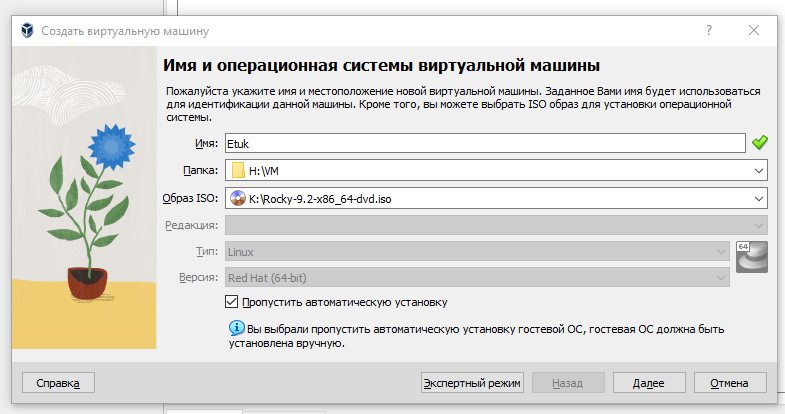 Создать виртуальную машину
?
Имя и операционная системы виртуальной машины
Пожалуйста укажите имя и местоположение новой виртуальной машины. Заданное Вами имя будет использоваться
для идентификации данной машины. Кроме того, вы можете выбрать ISO образ для установки операционной
системы.
Имя: Etuk
Папка: H:\VM
Образ ISO: K:\Rocky-9.2-x86_64-dvd.iso
Редакция:
Тип: Linux
64
Версия: Red Hat (64-bit)
Пропустить автоматическую установку
Вы выбрали пропустить автоматическую установку гостевой ОС, гостевая ОС должна быть
установлена вручную.
Справка Экспертный режим Назад Далее Отмена